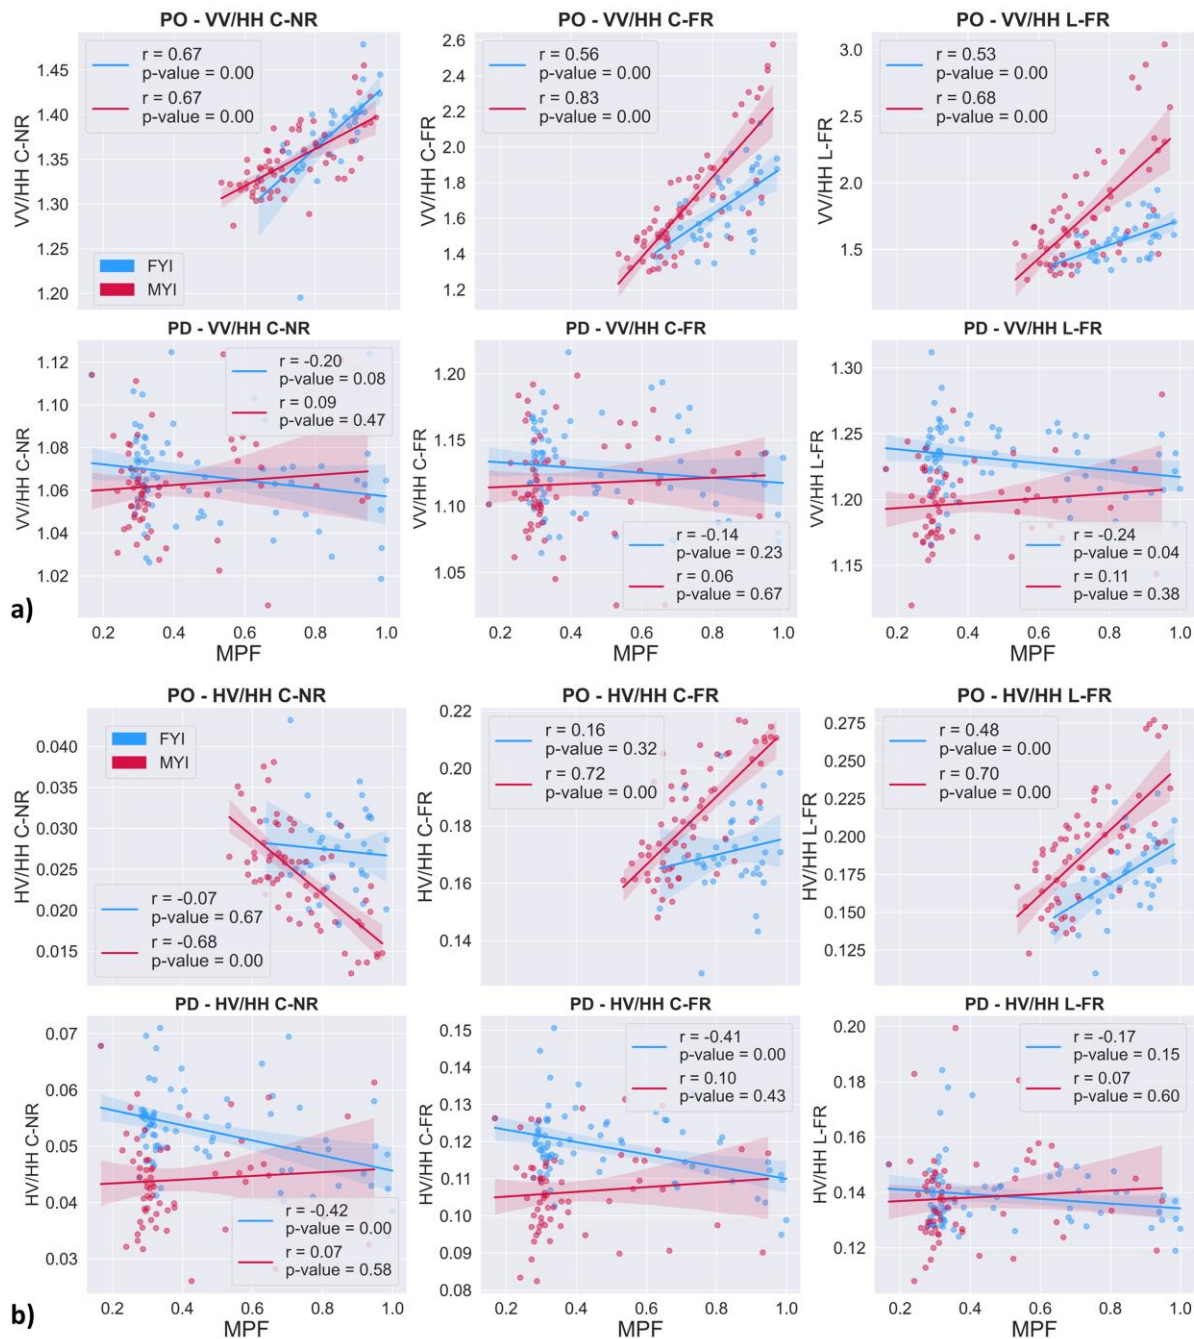 PO - VV/HH C-NR
PO - VV/HH C-FR
PO - VV/HH L-FR
VV/HH C-NR
1.45
1.40
1.35
1.30
1.25
1.20
r = 0.67
p-value = 0.00
r = 0.67
p-value = 0.00
FYI
MYI
VV/HH C-FR
2.6
2.4
2.2
2.0
1.8
1.6
1.4
1.2
r = 0.56
p-value = 0.00
r = 0.83
p-value = 0.00
VV/HH L-FR
3.0
2.5
2.0
1.5
r = 0.53
p-value = 0.00
r = 0.68
p-value = 0.00
PD - VV/HH C-NR
PD - VV/HH C-FR
PD - VV/HH L-FR
VV/HH C-NR
1.12
1.10
1.08
1.06
1.04
1.02
r = -0.20
p-value = 0.08
r = 0.09
p-value = 0.47
0.2 0.4 0.6 0.8 1.0
MPF
VV/HH C-FR
1.20
1.15
1.10
1.05
r = -0.14
p-value = 0.23
r = 0.06
p-value = 0.67
0.2 0.4 0.6 0.8 1.0
MPF
VV/HH L-FR
1.30
1.25
1.20
1.15
r = -0.24
p-value = 0.04
r = 0.11
p-value = 0.38
0.2 0.4 0.6 0.8 1.0
MPF
a)
PO - HV/HH C-NR
PO - HV/HH C-FR
PO - HV/HH L-FR
HV/HH C-NR
0.040
0.035
0.030
0.025
0.020
0.015
FYI
MYI
r = -0.07
p-value = 0.67
r = -0.68
p-value = 0.00
HV/HH C-FR
0.22
0.20
0.18
0.16
0.14
r = 0.16
p-value = 0.32
r = 0.72
p-value = 0.00
HV/HH L-FR
0.275
0.250
0.225
0.200
0.175
0.150
0.125
r = 0.48
p-value = 0.00
r = 0.70
p-value = 0.00
PD - HV/HH C-NR
PD - HV/HH C-FR
PD - HV/HH L-FR
HV/HH C-NR
0.07
0.06
0.05
0.04
0.03
r = -0.42
p-value = 0.00
r = 0.07
p-value = 0.58
0.2 0.4 0.6 0.8 1.0
MPF
HV/HH C-FR
0.15
0.14
0.13
0.12
0.11
0.10
0.09
0.08
r = -0.41
p-value = 0.00
r = 0.10
p-value = 0.43
0.2 0.4 0.6 0.8 1.0
MPF
HV/HH L-FR
0.20
0.18
0.16
0.14
0.12
r = -0.17
p-value = 0.15
r = 0.07
p-value = 0.60
0.2 0.4 0.6 0.8 1.0
MPF
b)